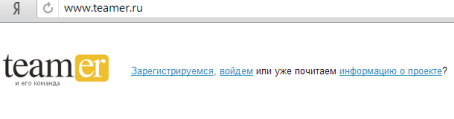 Я www.teamer.ru
teamer
и его команда
Зарегистрируемся, войдем или уже почитаем информацию о проекте?